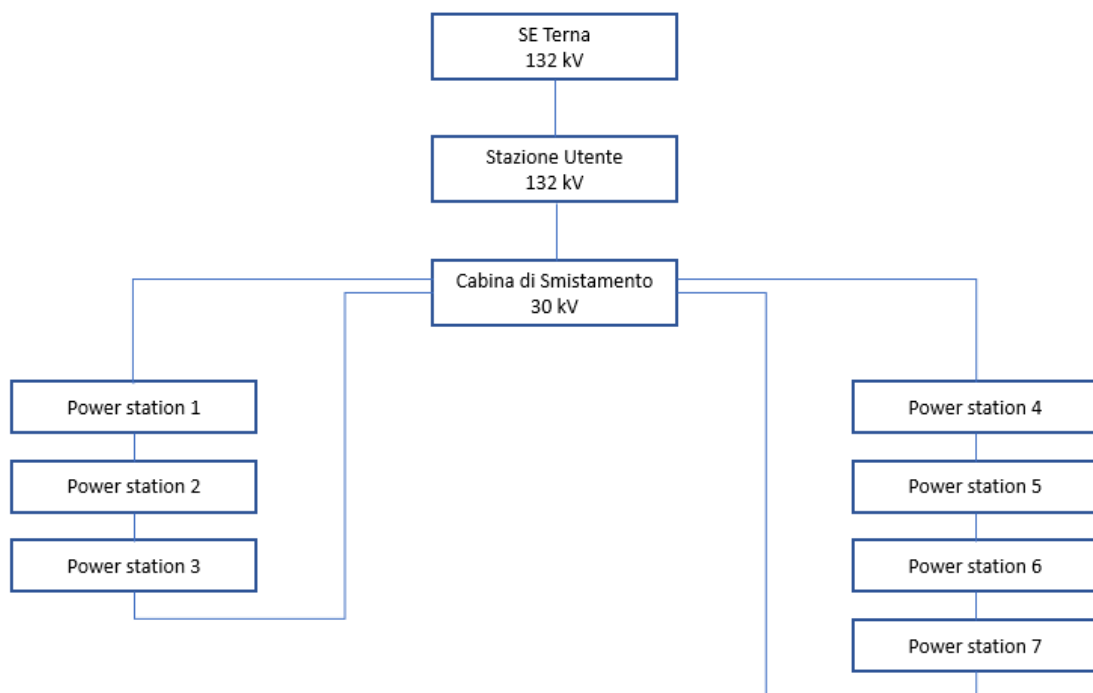 SE Terna
132 kV
Stazione Utente
132 kV
Cabina di Smistamento
30 kV
Power station 1
Power station 2
Power station 3
Power station 4
Power station 5
Power station 6
Power station 7